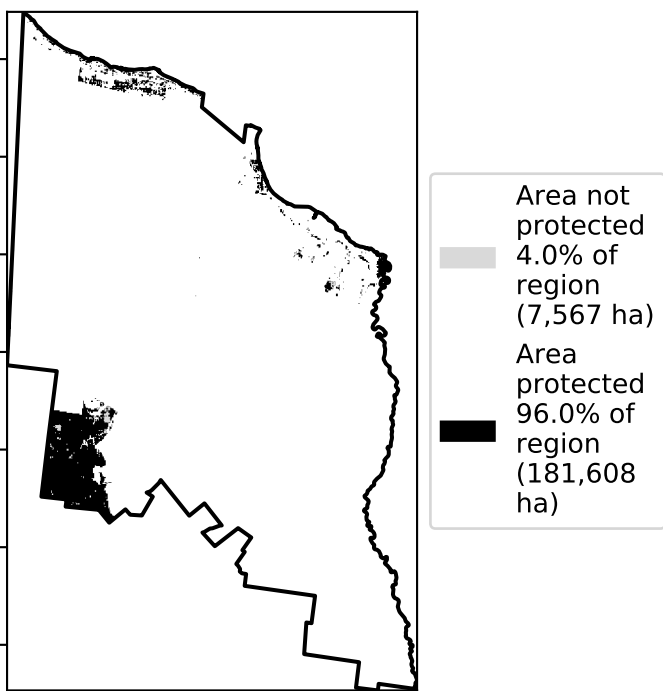 Area not
protected
4.0% of
region
(7,567 ha)
Area
protected
96.0% of
region
(181,608
ha)